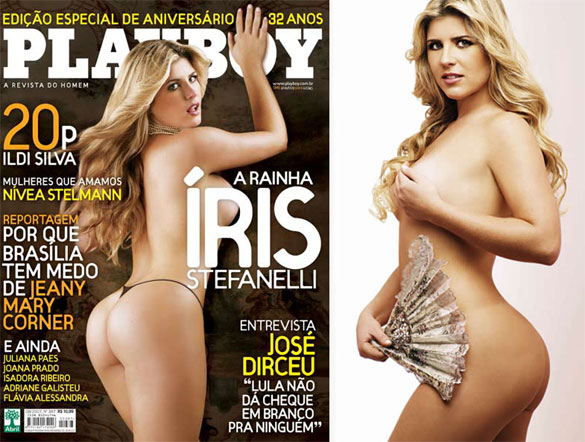 EDIÇÃO ESPECIAL DE ANIVERSÁRIO 32 ANOS
PLAYBOY
A REVISTA DO HOMEM
www.playboy.com.br
20p
ILDI SILVA
MULHERES QUE AMAMOS
NÍVEA STELMANN
REPORTAGEM
POR QUE
BRASÍLIA
TEM MEDO
DE JEANY
MARY
CORNER
E AINDA
JULIANA PAES
JOANA PRADO
ISADORA RIBEIRO
ADRIANE GALISTEU
FLÁVIA ALESSANDRA
Abril
A RAINHA
ÍRIS
STEFANELLI
ENTREVISTA
JOSÉ
DIRCEU
“LULA NÃO
DÁ CHEQUE
EM BRANCO
PRA NINGUÉM”